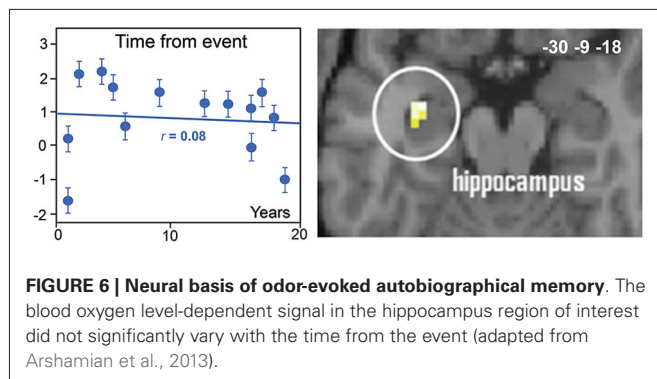 Time from event
3
2
1
0
-1
-2
r = 0.08
Years
0
10
20
-30 -9 -18
hippocampus
FIGURE 6 | Neural basis of odor-evoked autobiographical memory. The
blood oxygen level-dependent signal in the hippocampus region of interest
did not significantly vary with the time from the event (adapted from
Arshamian et al., 2013).